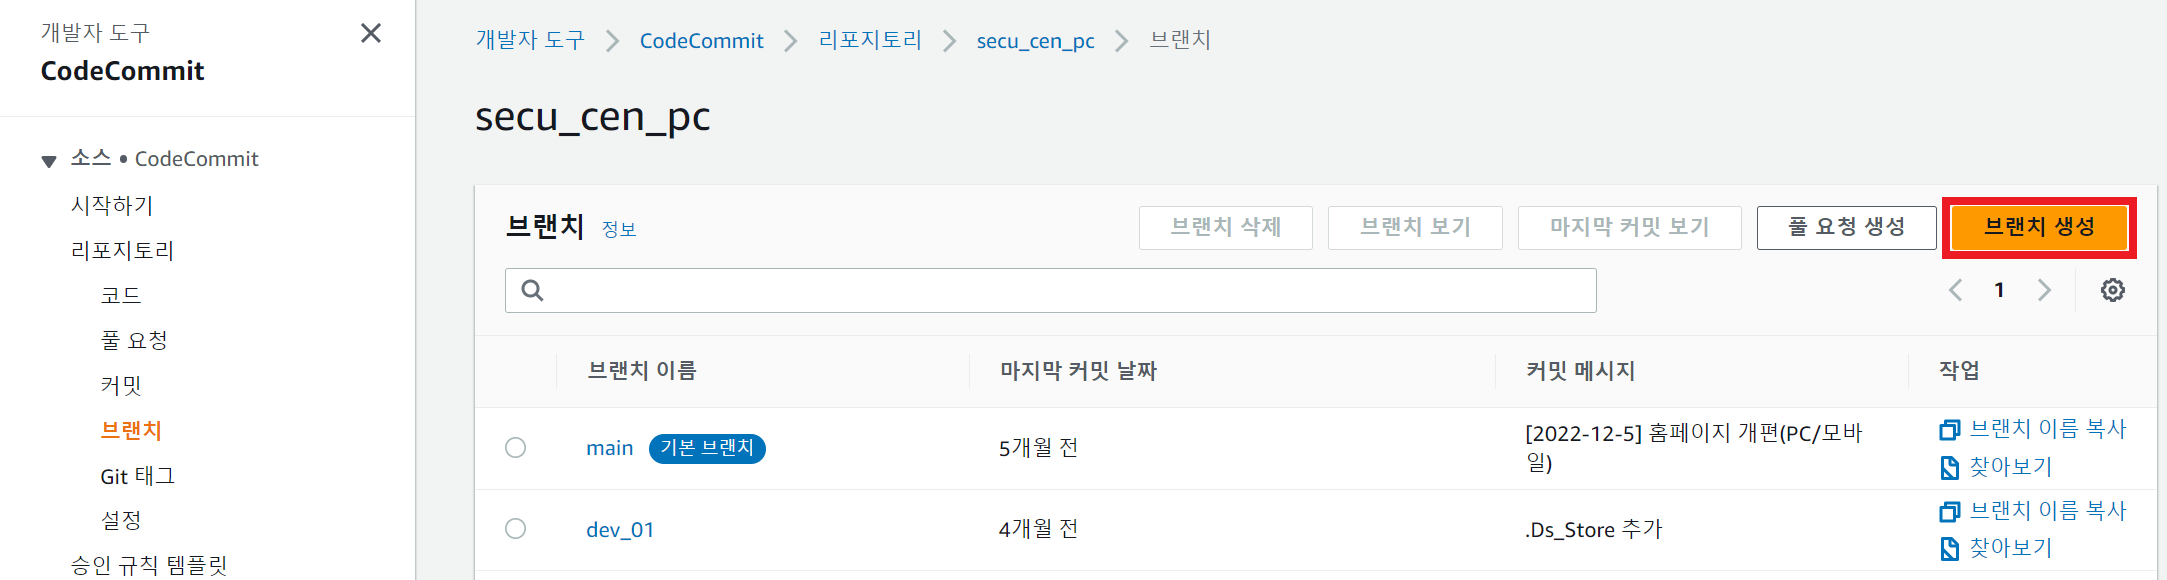 개발자 도구
CodeCommit
소스 • CodeCommit
시작하기
리포지토리
코드
풀 요청
커밋
브랜치
Git 태그
설정
승인 규칙 템플릿
개발자 도구 > CodeCommit > 리포지토리 > secu_cen_pc > 브랜치
secu_cen_pc
브랜치 정보
브랜치 삭제 브랜치 보기 마지막 커밋 보기 풀 요청 생성 브랜치 생성
1
브랜치 이름 마지막 커밋 날짜 커밋 메시지 작업
main 기본 브랜치 5개월 전 [2022-12-5] 홈페이지 개편(PC/모바
일)
브랜치 이름 복사
찾아보기
dev_01 4개월 전 .Ds_Store 추가
브랜치 이름 복사
찾아보기